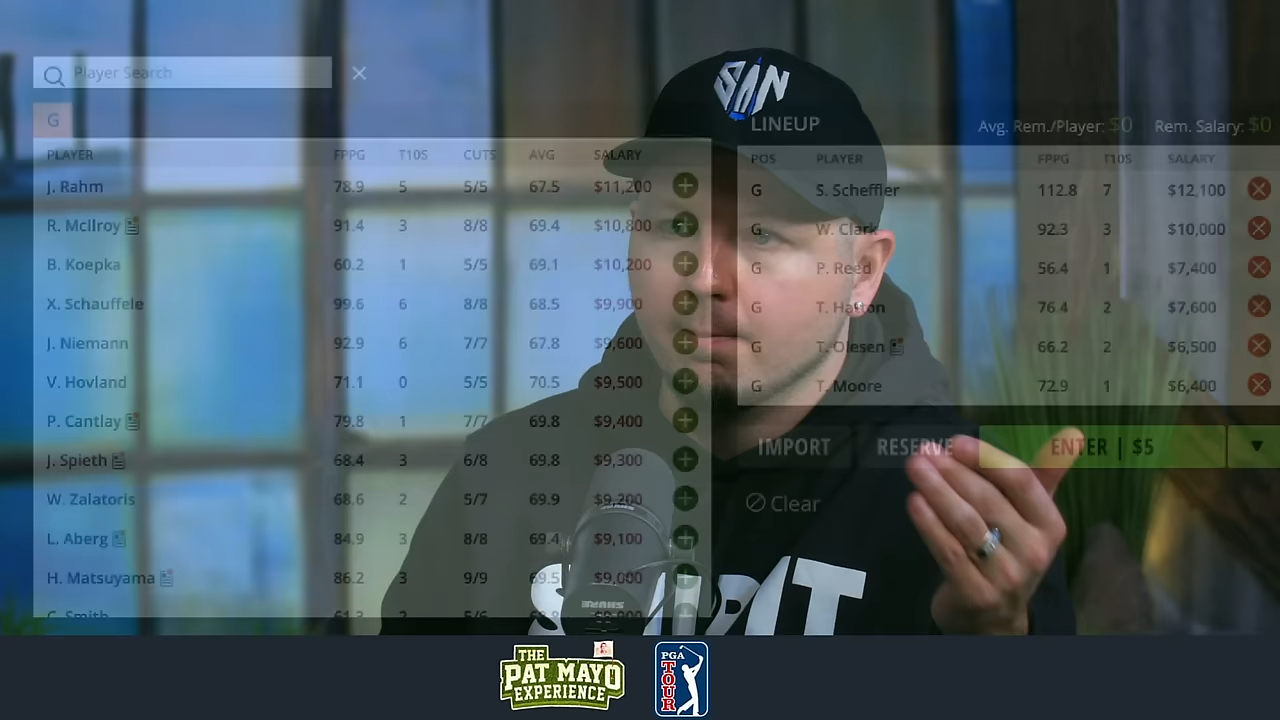 Player Search
G
PLAYER FPPG T10S CUTS AVG SALARY
J. Rahm 78.9 5 5/5 67.5 $11,200
R. McIlroy 91.4 3 8/8 69.4 $10,800
B. Koepka 60.2 1 5/5 69.1 $10,200
X. Schauffele 99.6 6 8/8 68.5 $9,900
J. Niemann 92.9 6 7/7 67.8 $9,600
V. Hovland 71.1 0 5/5 70.5 $9,500
P. Cantlay 79.8 1 7/7 69.8 $9,400
J. Spieth 68.4 3 6/8 69.8 $9,300
W. Zalatoris 68.6 2 5/7 69.9 $9,200
L. Aberg 84.9 3 8/8 69.4 $9,100
H. Matsuyama 86.2 3 9/9 69.5 $9,000
C. Smith 61.3 2 5/6
LINEUP Avg. Rem./Player: $0 Rem. Salary: $0
POS PLAYER FPPG T10S SALARY
G S. Scheffler 112.8 7 $12,100
G W. Clark 92.3 3 $10,000
G P. Reed 56.4 1 $7,400
G T. Hatton 76.4 2 $7,600
G T. Olesen 66.2 2 $6,500
G T. Moore 72.9 1 $6,400
IMPORT RESERVE ENTER | $5
Clear
SHURE
THE
PAT MAYO
EXPERIENCE
PGA
TOUR